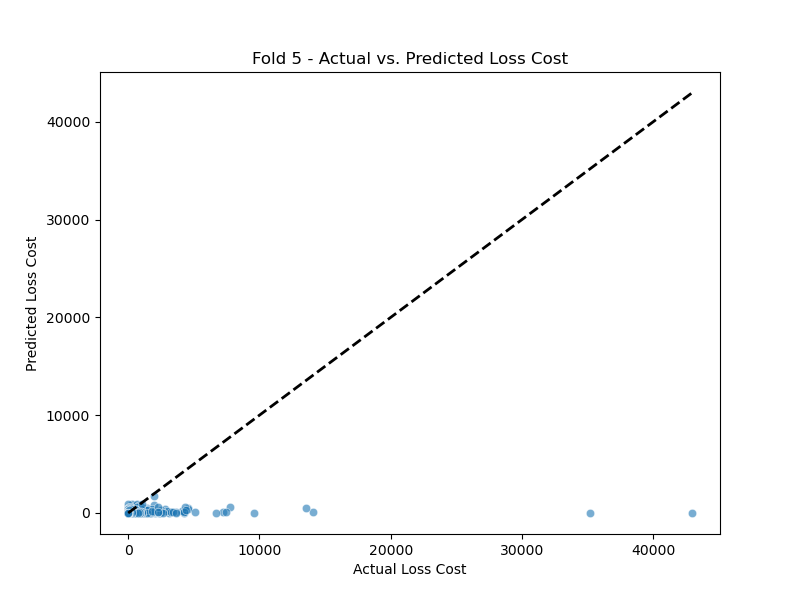 Fold 5 - Actual vs. Predicted Loss Cost
40000
30000
20000
10000
0
Predicted Loss Cost
0 10000 20000 30000 40000
Actual Loss Cost